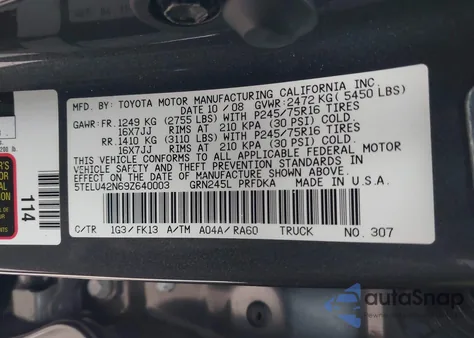 MFD. BY: TOYOTA MOTOR MANUFACTURING CALIFORNIA INC.
DATE 10 / 08 GVWR: 2472 KG ( 5450 LBS)
GAWR: FR. 1249 KG (2755 LBS) WITH P245/75R16 TIRES
16X7JJ RIMS AT 210 KPA (30 PSI) COLD.
RR. 1410 KG (3110 LBS) WITH P245/75R16 TIRES
16X7JJ RIMS AT 210 KPA (30 PSI) COLD.
THIS VEHICLE CONFORMS TO ALL APPLICABLE FEDERAL MOTOR
VEHICLE SAFETY AND THEFT PREVENTION STANDARDS IN
EFFECT ON THE DATE OF MANUFACTURE SHOWN ABOVE.
5TELU42N69Z640003 GRN245L PRFDKA MADE IN U.S.A.
C/TR 1G3 / FK13 A/TM A04A / RA60 TRUCK NO. 307
114
autoSnap